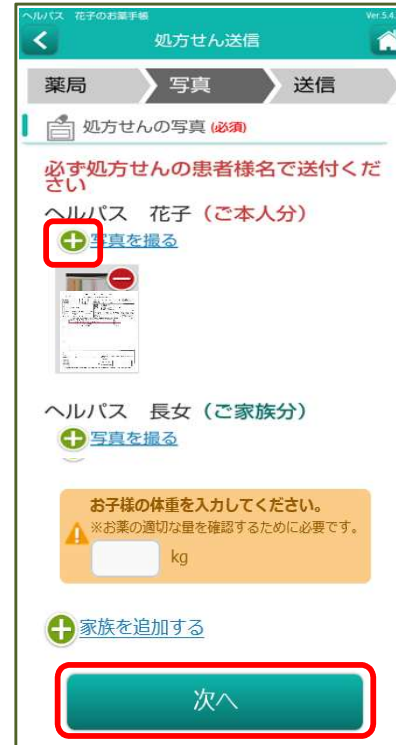 ヘルパス 花子のお薬手帳 Ver.5.4.
処方せん送信
薬局 写真 送信
処方せんの写真 (必須)
必ず処方せんの患者様名で送付くだ
さい
ヘルパス 花子 (ご本人分)
写真を撮る
ヘルパス 長女 (ご家族分)
写真を撮る
お子様の体重を入力してください。
※お薬の適切な量を確認するために必要です。
kg
家族を追加する
次へ